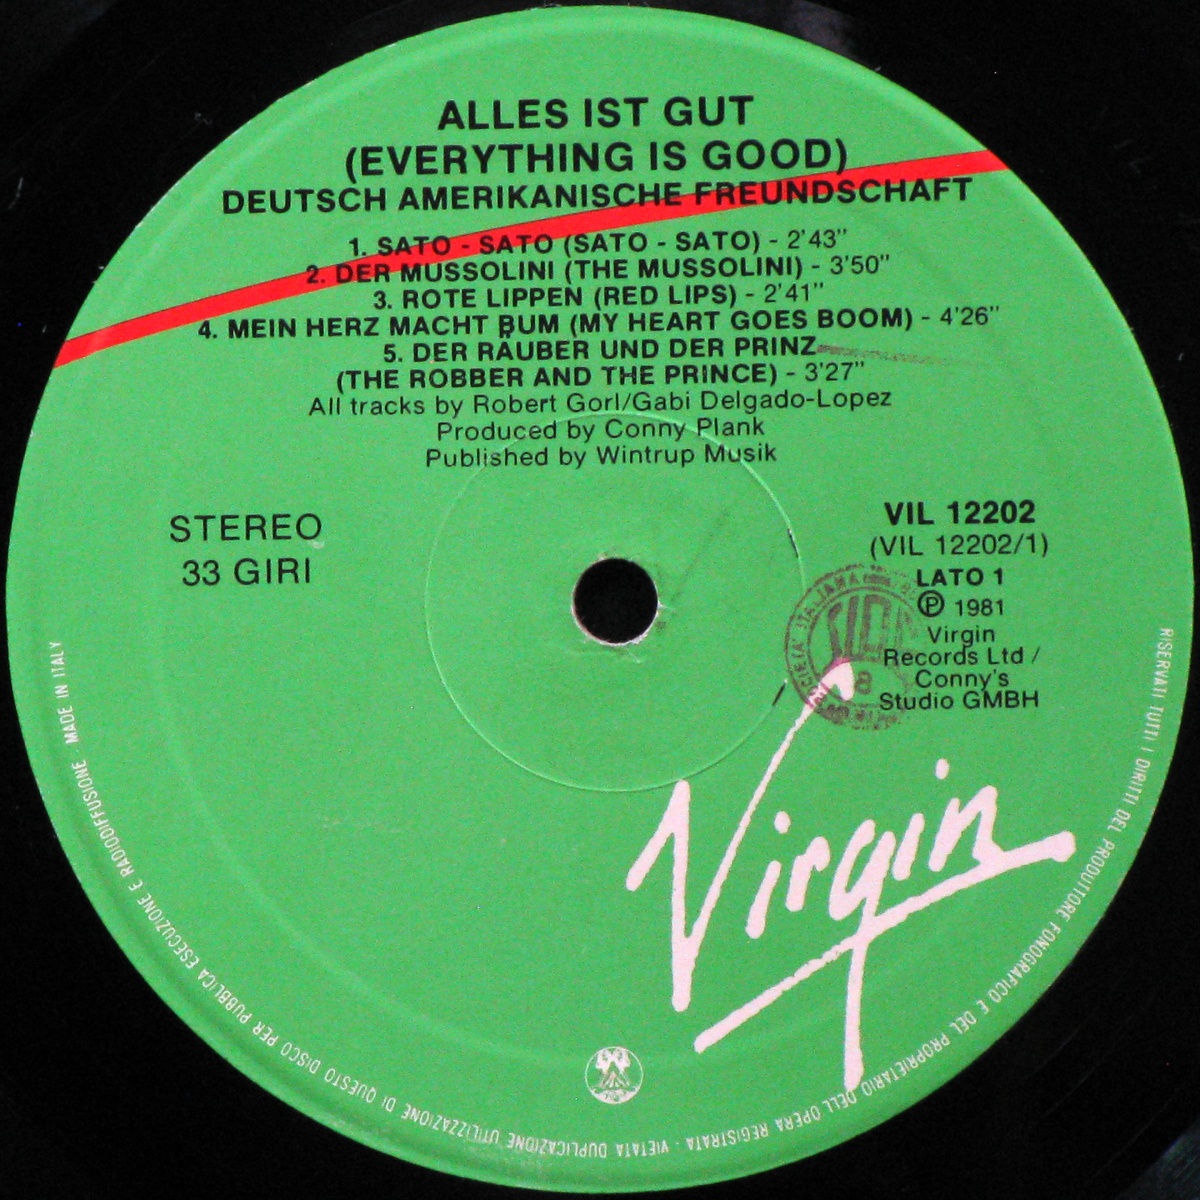 ALLES IST GUT
(EVERYTHING IS GOOD)
DEUTSCH AMERIKANISCHE FREUNDSCHAFT
1. SATO - SATO (SATO - SATO) - 2'43"
2. DER MUSSOLINI (THE MUSSOLINI) - 3'50"
3. ROTE LIPPEN (RED LIPS) - 2'41"
4. MEIN HERZ MACHT BUM (MY HEART GOES BOOM) - 4'26"
5. DER RÄUBER UND DER PRINZ
(THE ROBBER AND THE PRINCE) - 3'27"
All tracks by Robert Gorl/Gabi Delgado-Lopez
Produced by Conny Plank
Published by Wintrup Musik
STEREO
33 GIRI
VIL 12202
(VIL 12202/1)
LATO 1
Ⓟ 1981
Virgin
Records Ltd /
Conny's
Studio GMBH
SOCIETA' ITALIANA
SIAE
8
Virgin
RISERVATI TUTTI I DIRITTI DEL PRODUTTORE FONOGRAFICO E DEL PROPRIETARIO DELL'OPERA REGISTRATA - VIETATA DUPLICAZIONE UTILIZZAZIONE DI QUESTO DISCO PER PUBBLICA ESECUZIONE E RADIODIFFUSIONE - MADE IN ITALY